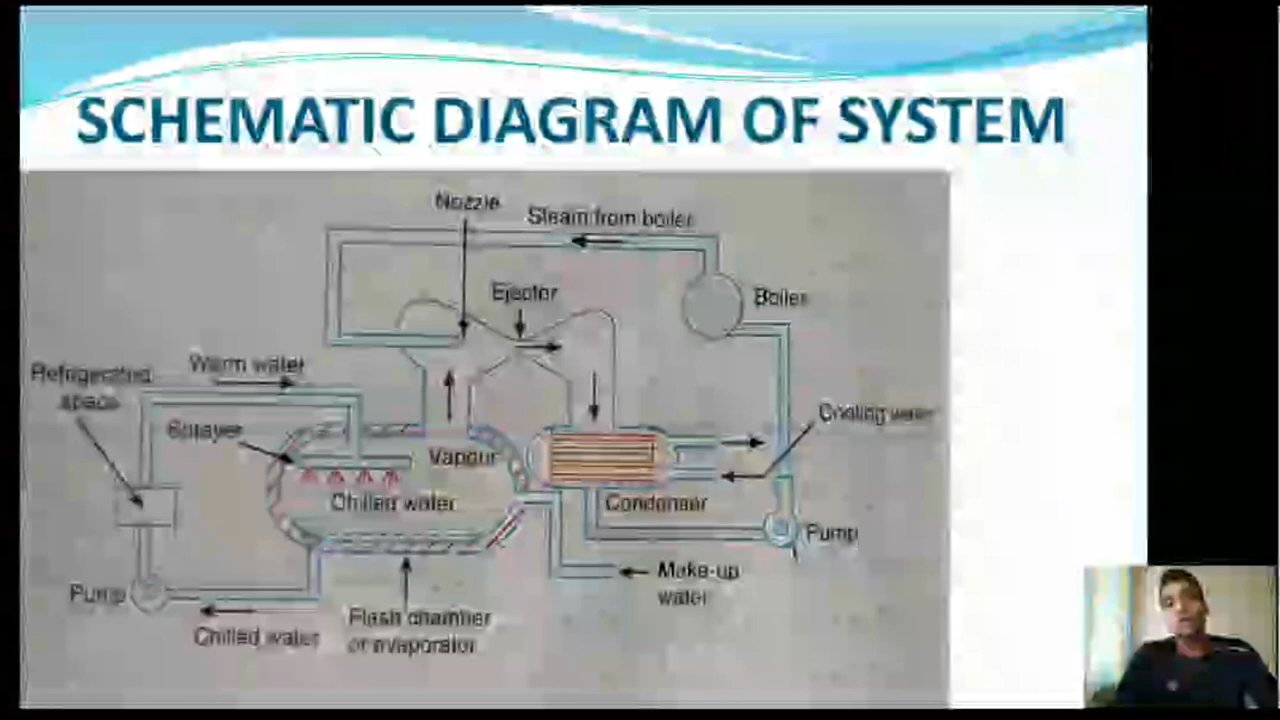 SCHEMATIC DIAGRAM OF SYSTEM
Nozzle
Steam from boiler
Ejector
Boiler
Warm water
Refrigerated
space
Cooling water
Sprayer
Vapour
Chilled water
Condenser
Pump
Make-up
water
Pump
Chilled water
Flash chamber
or evaporator